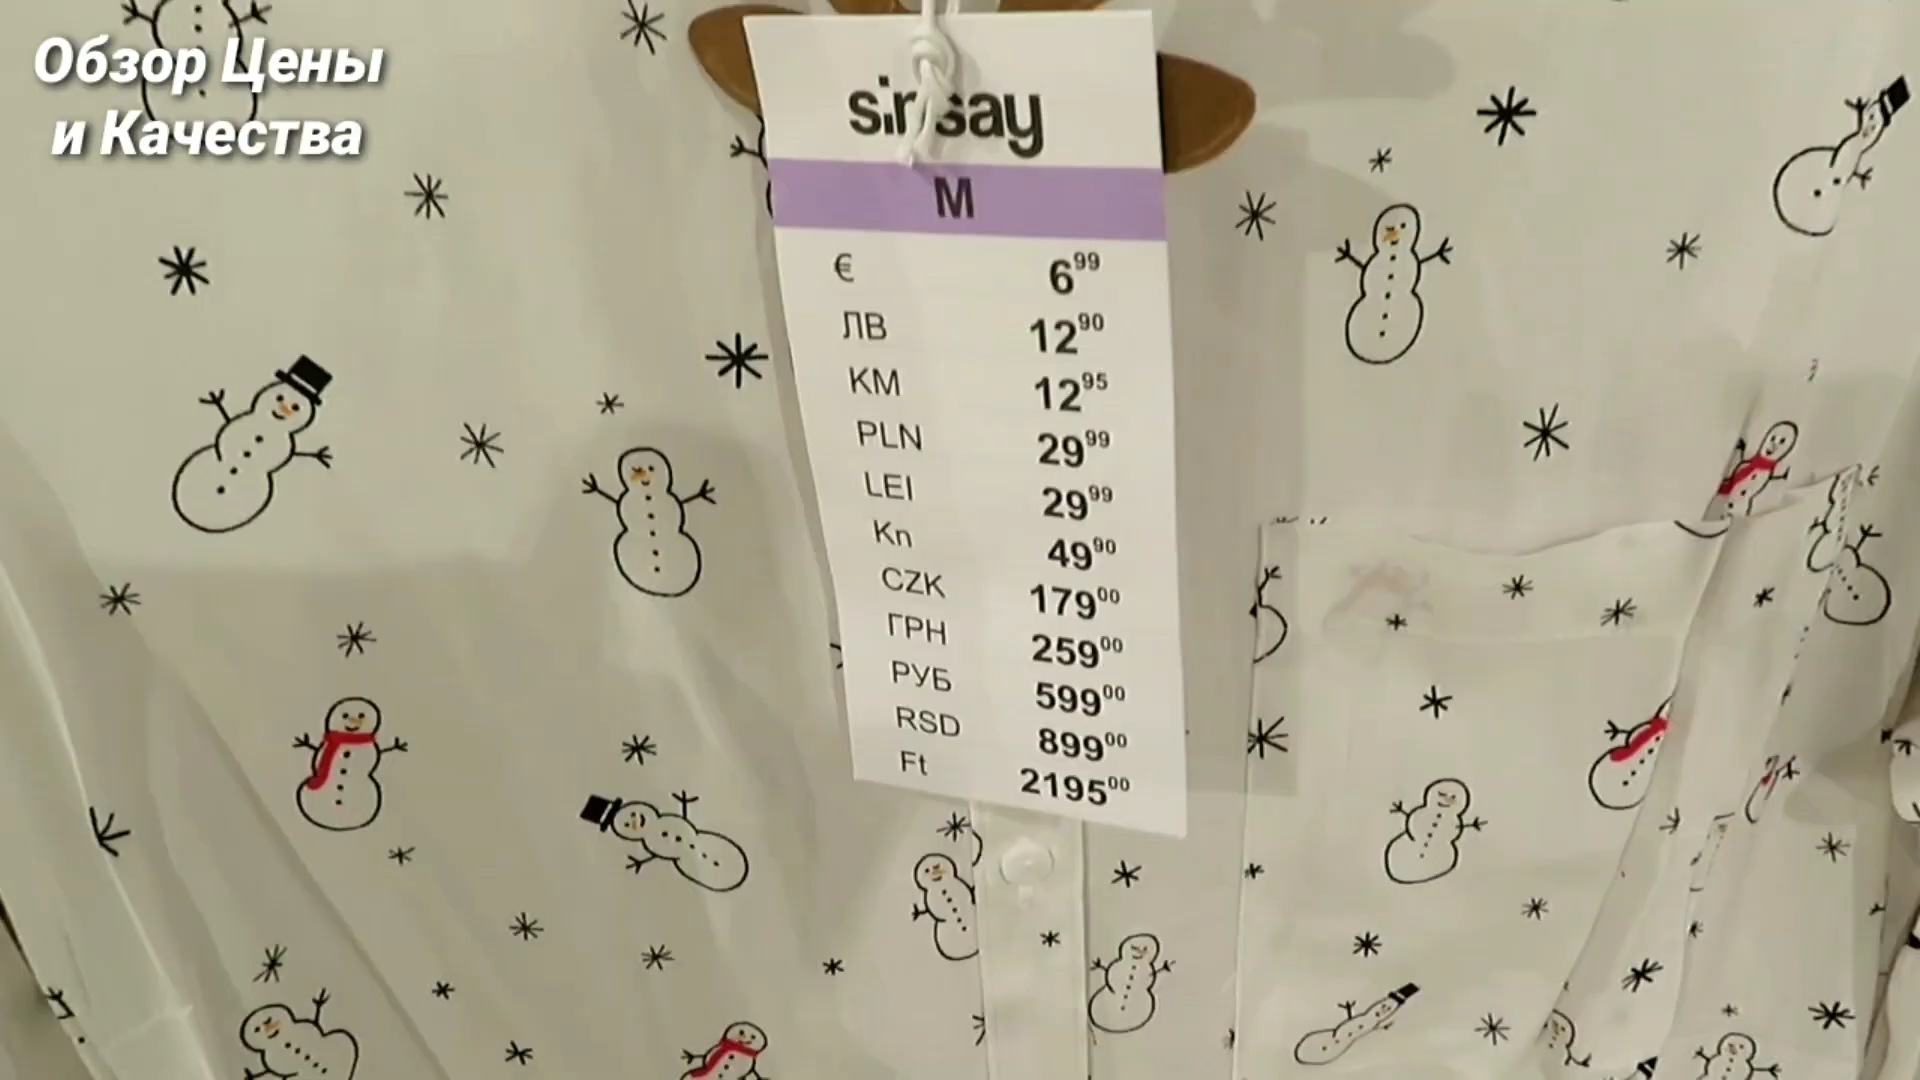 Обзор Цены
и Качества
sinsay
M
€ 6⁹⁹
ЛВ 12⁹⁰
KM 12⁹⁵
PLN 29⁹⁹
LEI 29⁹⁹
Kn 49⁹⁰
CZK 179⁰⁰
ГРН 259⁰⁰
РУБ 599⁰⁰
RSD 899⁰⁰
Ft 2195⁰⁰